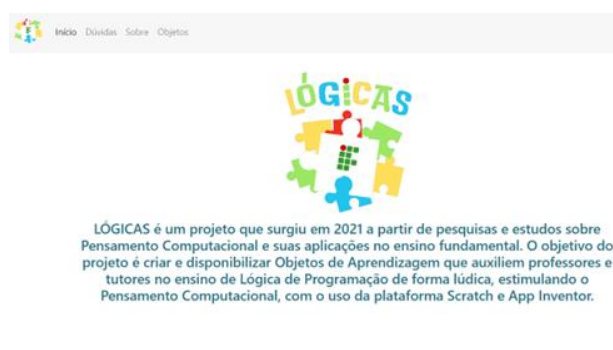 Início Dúvidas Sobre Objetos
LÓGICAS
IF
LÓGICAS é um projeto que surgiu em 2021 a partir de pesquisas e estudos sobre
Pensamento Computacional e suas aplicações no ensino fundamental. O objetivo do
projeto é criar e disponibilizar Objetos de Aprendizagem que auxiliem professores e
tutores no ensino de Lógica de Programação de forma lúdica, estimulando o
Pensamento Computacional, com o uso da plataforma Scratch e App Inventor.